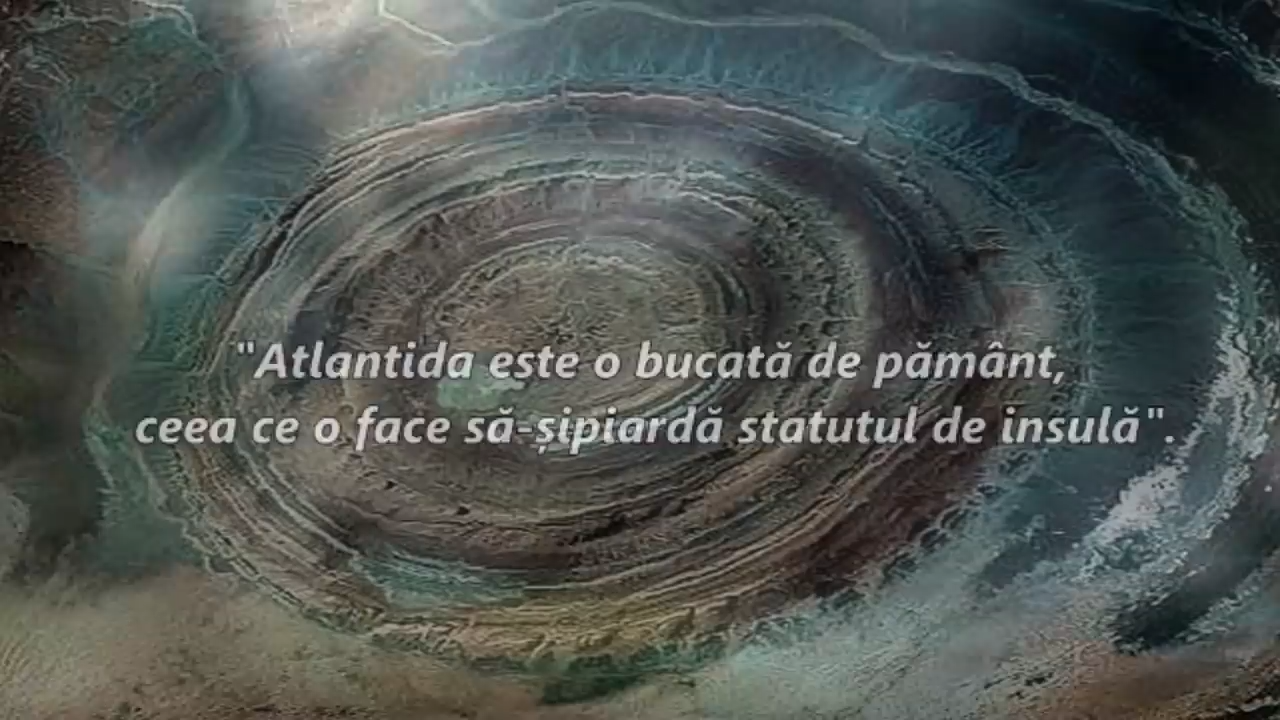 "Atlantida este o bucată de pământ,
ceea ce o face să-șipiardă statutul de insulă".